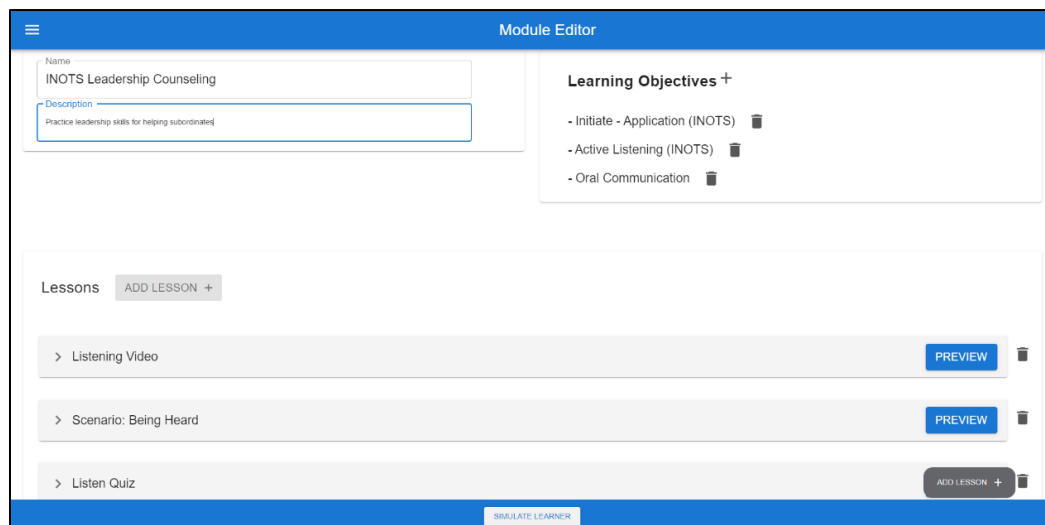 Module Editor
Name
INOTS Leadership Counseling
Description
Practice leadership skills for helping subordinates
Learning Objectives +
- Initiate - Application (INOTS)
- Active Listening (INOTS)
- Oral Communication
Lessons ADD LESSON +
Listening Video PREVIEW
Scenario: Being Heard PREVIEW
Listen Quiz ADD LESSON +
SIMULATE LEARNER